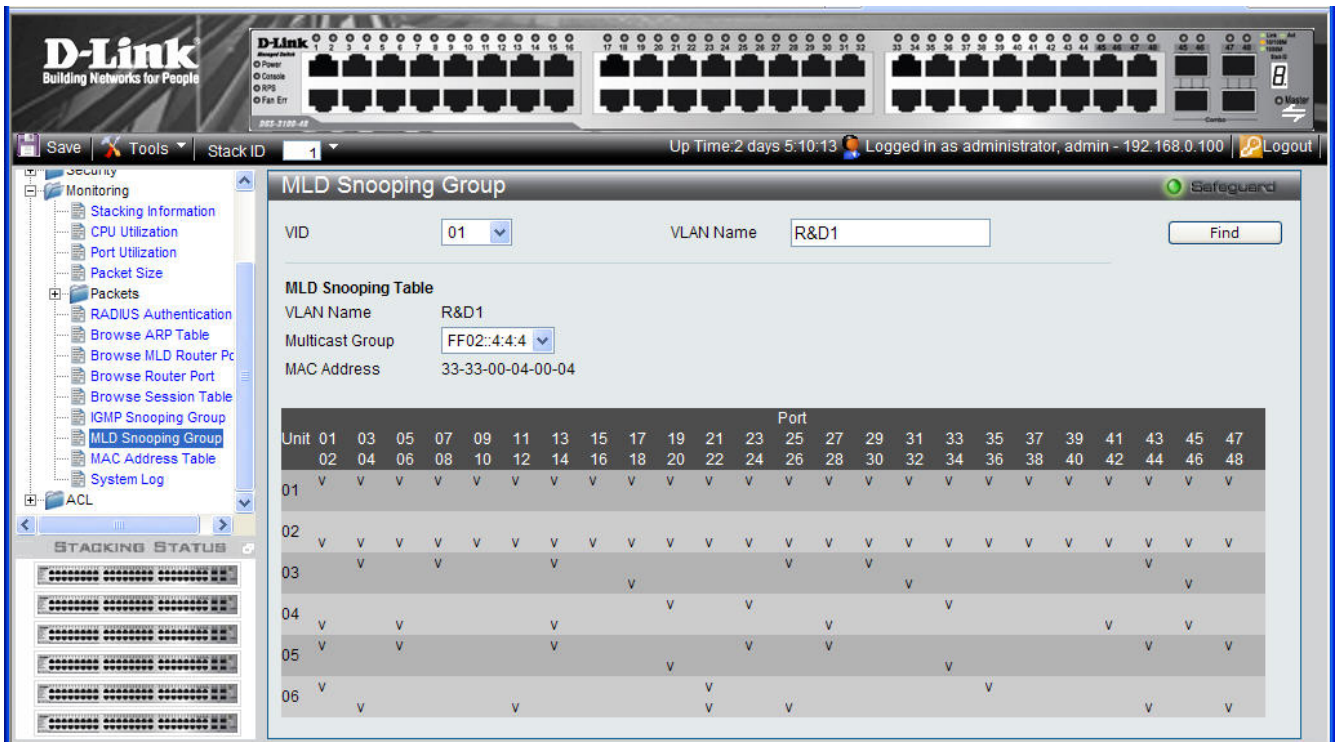 D-Link
Building Networks for People
D-Link 1 2 3 4 5 6 7 8 9 10 11 12 13 14 15 16 17 18 19 20 21 22 23 24 25 26 27 28 29 30 31 32 33 34 35 36 37 38 39 40 41 42 43 44 45 46 47 48 45 46 47 48
Power
Console
RPS
Fan Err
DGS-3100-48
Combo
Master
Save Tools Stack ID 1 Up Time:2 days 5:10:13 Logged in as administrator, admin - 192.168.0.100 Logout
Security
Monitoring
Stacking Information
CPU Utilization
Port Utilization
Packet Size
Packets
RADIUS Authentication
Browse ARP Table
Browse MLD Router Pc
Browse Router Port
Browse Session Table
IGMP Snooping Group
MLD Snooping Group
MAC Address Table
System Log
ACL
STACKING STATUS
MLD Snooping Group Safeguard
VID 01 VLAN Name R&D1 Find
MLD Snooping Table
VLAN Name R&D1
Multicast Group FF02::4:4:4
MAC Address 33-33-00-04-00-04
Port
Unit 01 03 05 07 09 11 13 15 17 19 21 23 25 27 29 31 33 35 37 39 41 43 45 47
02 04 06 08 10 12 14 16 18 20 22 24 26 28 30 32 34 36 38 40 42 44 46 48
01 V V V V V V V V V V V V V V V V V V V V V V V V
02 V V V V V V V V V V V V V V V V V V V V V V V V
V V V V V V
03
V V V
V V V
04
V V V V V V
V V V V V V V
05
V V
V V V
06
V V V V V V